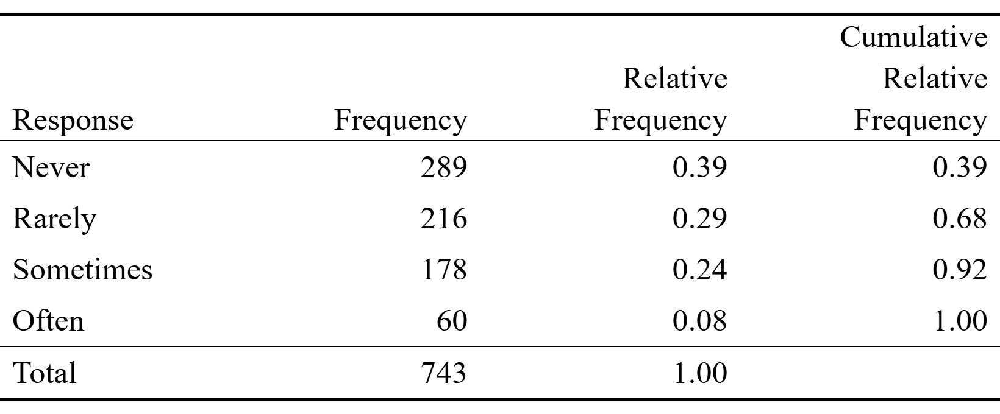 Cumulative
Relative Relative
Response Frequency Frequency Frequency
Never 289 0.39 0.39
Rarely 216 0.29 0.68
Sometimes 178 0.24 0.92
Often 60 0.08 1.00
Total 743 1.00